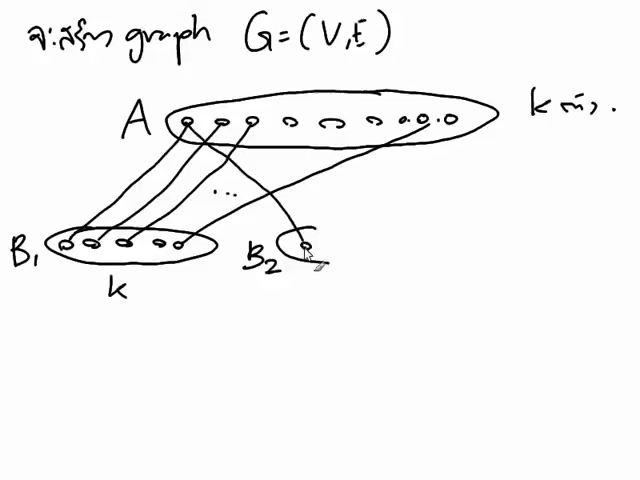 จะสร้าง graph G=(V,E)
A
k ตัว.
...
B₁
B₂
k